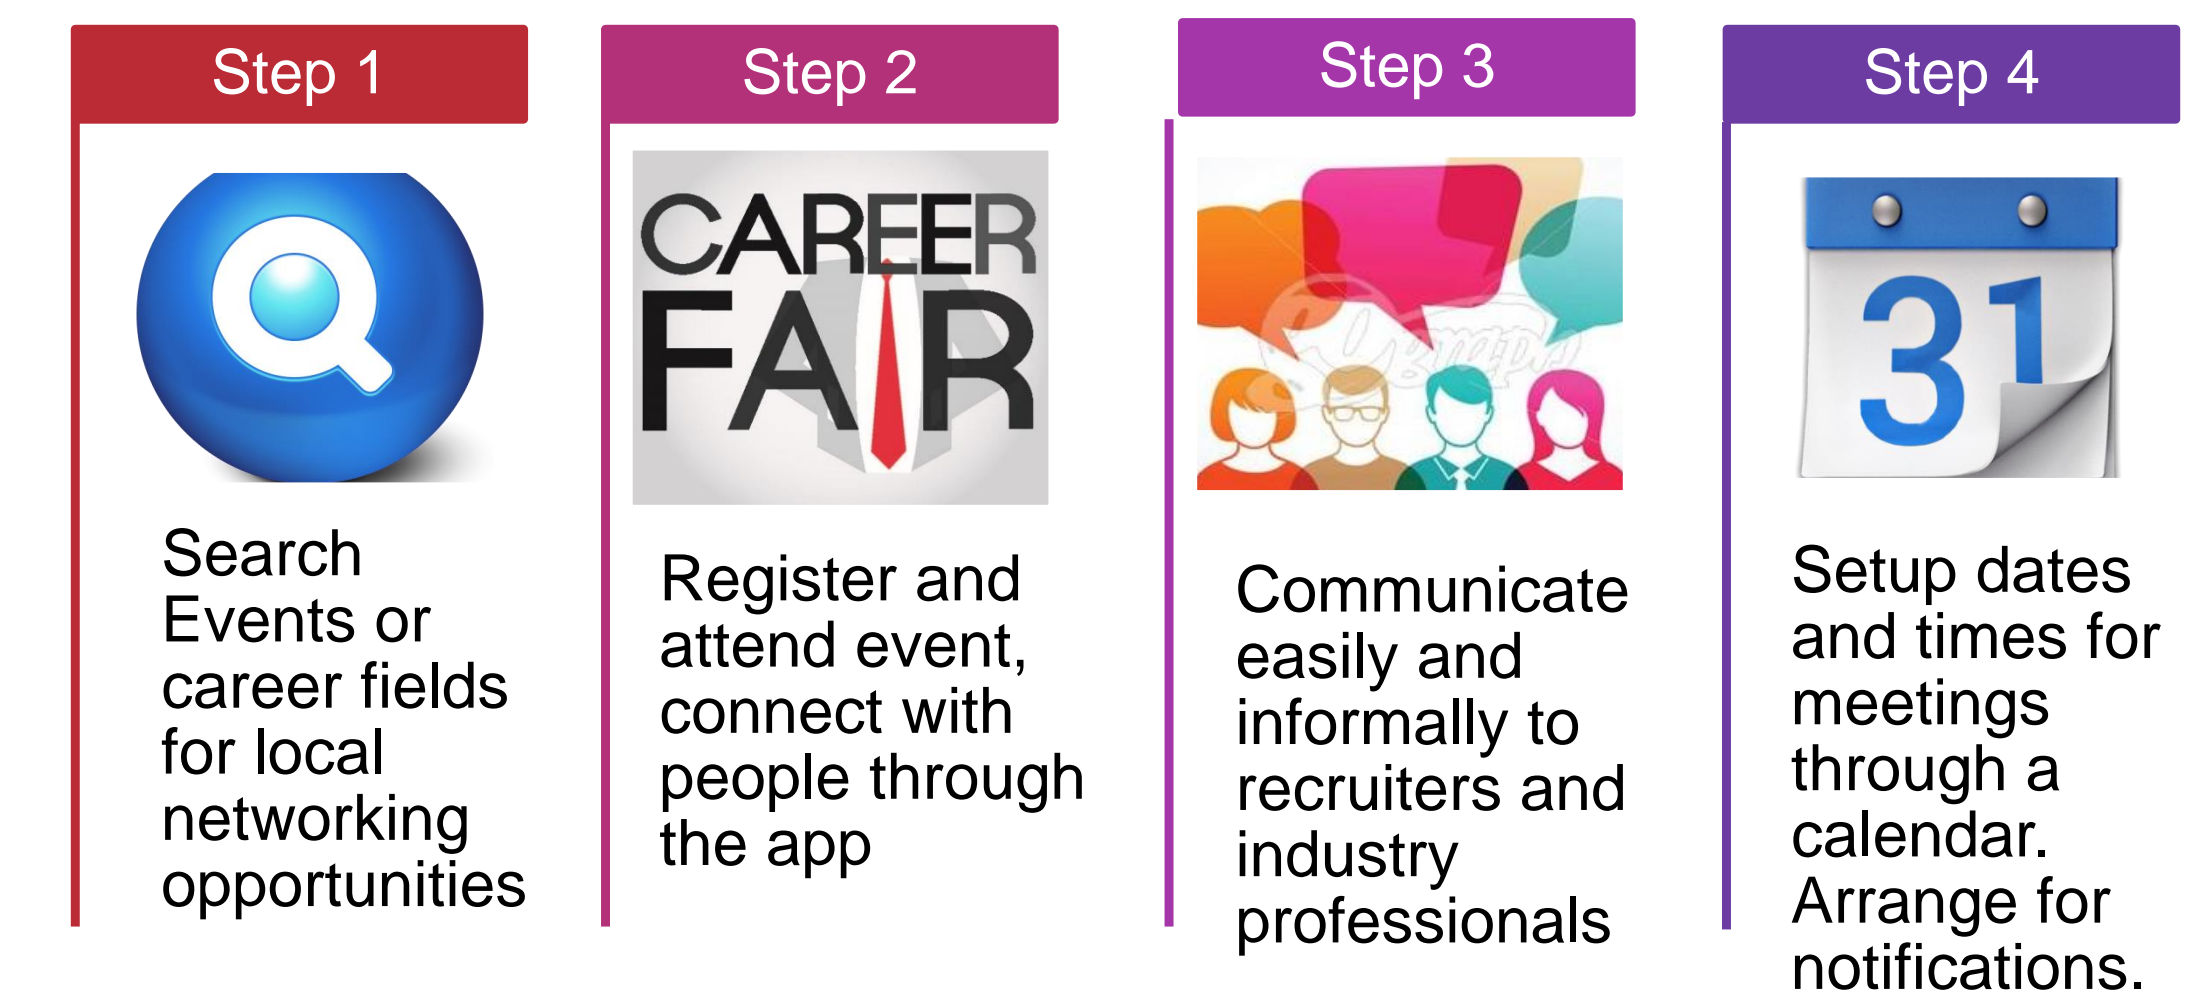 Step 1
Search
Events or
career fields
for local
networking
opportunities
Step 2
CAREER
FAIR
Register and
attend event,
connect with
people through
the app
Step 3
Communicate
easily and
informally to
recruiters and
industry
professionals
Step 4
31
Setup dates
and times for
meetings
through a
calendar.
Arrange for
notifications.